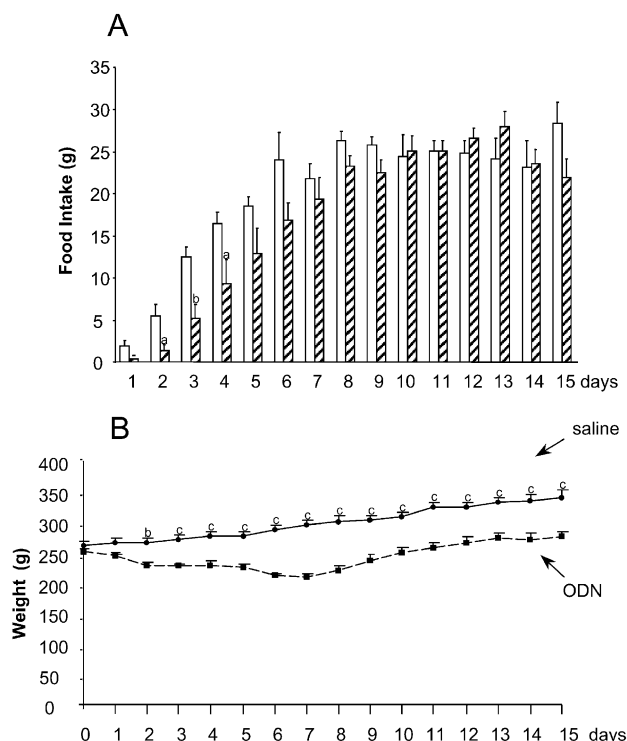 A
Food Intake (g)
35
30
25
20
15
10
5
0
a
b
a
1 2 3 4 5 6 7 8 9 10 11 12 13 14 15 days
B
saline
ODN
Weight (g)
400
350
300
250
200
150
100
50
0
b c c c c c c c c c c c c c
0 1 2 3 4 5 6 7 8 9 10 11 12 13 14 15 days